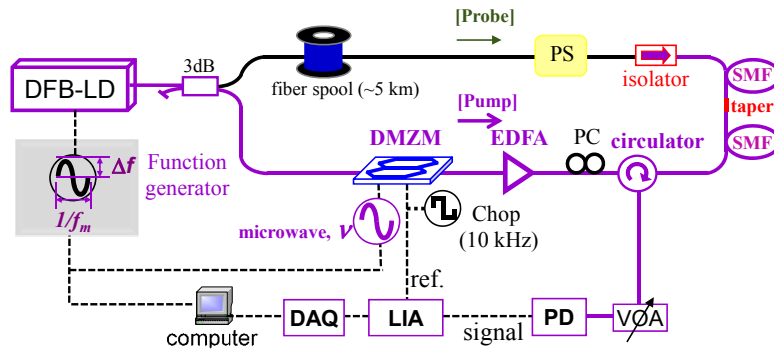 [Probe]
3dB
PS
DFB-LD
fiber spool (~5 km)
isolator
SMF
taper
[Pump]
DMZM
EDFA
PC
circulator
SMF
Δf
Function
generator
1/fm
microwave, ν
Chop
(10 kHz)
ref.
computer
DAQ
LIA
signal
PD
VOA